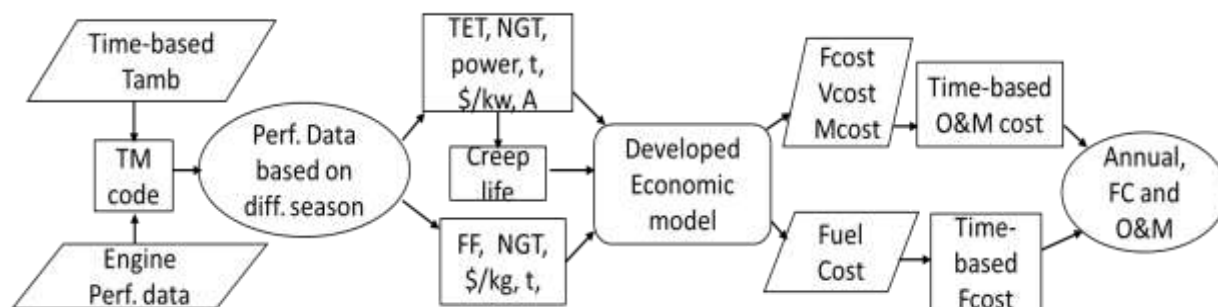 Time-based
Tamb
TM
code
Engine
Perf. data
Perf. Data
based on
diff. season
TET, NGT,
power, t,
$/kw, A
Creep
life
FF, NGT,
$/kg, t,
Developed
Economic
model
Fcost
Vcost
Mcost
Time-based
O&M cost
Fuel
Cost
Time-
based
Fcost
Annual,
FC and
O&M